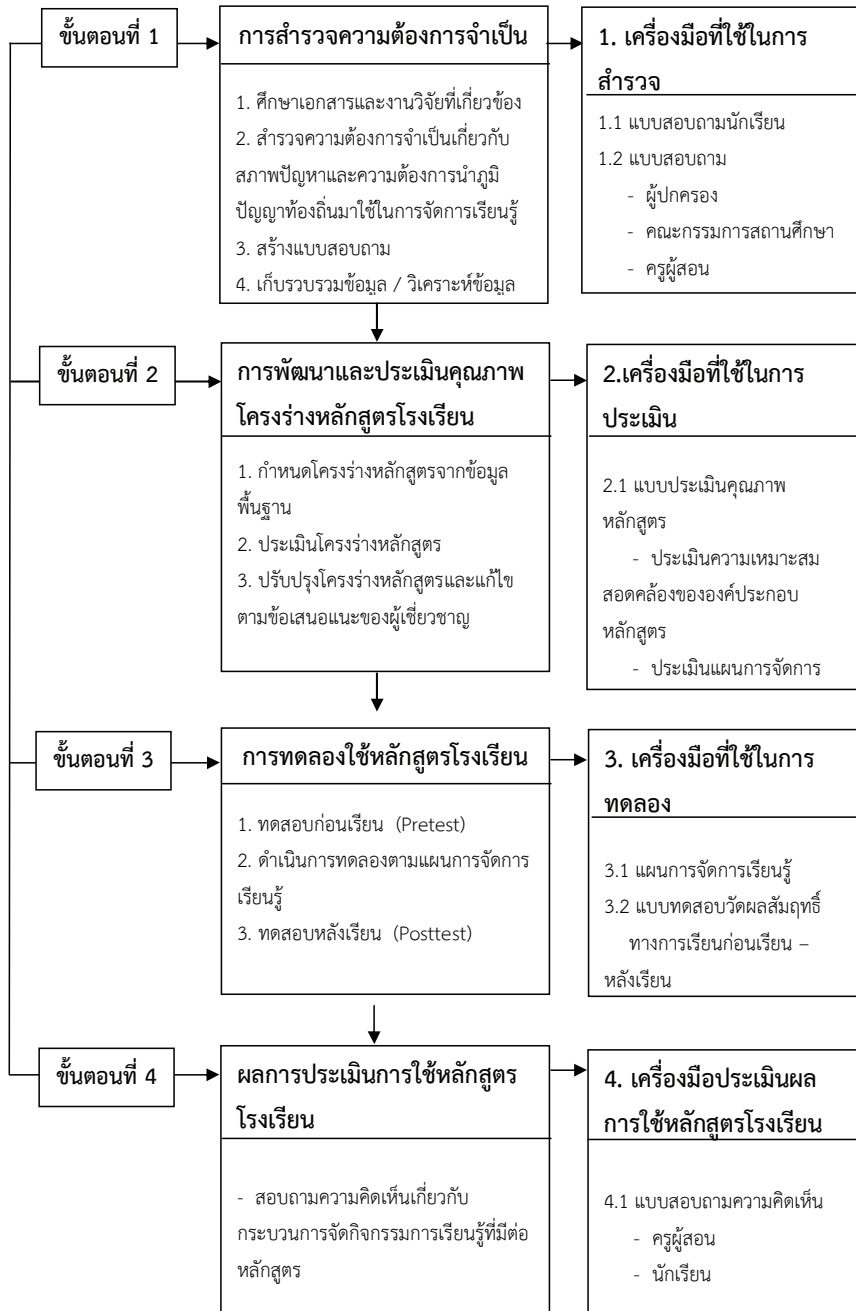 ขั้นตอนที่ 1
การสำรวจความต้องการจำเป็น
1. ศึกษาเอกสารและงานวิจัยที่เกี่ยวข้อง
2. สำรวจความต้องการจำเป็นเกี่ยวกับ
สภาพปัญหาและความต้องการนำภูมิ
ปัญญาท้องถิ่นมาใช้ในการจัดการเรียนรู้
3. สร้างแบบสอบถาม
4. เก็บรวบรวมข้อมูล / วิเคราะห์ข้อมูล
1. เครื่องมือที่ใช้ในการ
สำรวจ
1.1 แบบสอบถามนักเรียน
1.2 แบบสอบถาม
- ผู้ปกครอง
- คณะกรรมการสถานศึกษา
- ครูผู้สอน
ขั้นตอนที่ 2
การพัฒนาและประเมินคุณภาพ
โครงร่างหลักสูตรโรงเรียน
1. กำหนดโครงร่างหลักสูตรจากข้อมูล
พื้นฐาน
2. ประเมินโครงร่างหลักสูตร
3. ปรับปรุงโครงร่างหลักสูตรและแก้ไข
ตามข้อเสนอแนะของผู้เชี่ยวชาญ
2.เครื่องมือที่ใช้ในการ
ประเมิน
2.1 แบบประเมินคุณภาพ
หลักสูตร
- ประเมินความเหมาะสม
สอดคล้องขององค์ประกอบ
หลักสูตร
- ประเมินแผนการจัดการ
ขั้นตอนที่ 3
การทดลองใช้หลักสูตรโรงเรียน
1. ทดสอบก่อนเรียน (Pretest)
2. ดำเนินการทดลองตามแผนการจัดการ
เรียนรู้
3. ทดสอบหลังเรียน (Posttest)
3. เครื่องมือที่ใช้ในการ
ทดลอง
3.1 แผนการจัดการเรียนรู้
3.2 แบบทดสอบวัดผลสัมฤทธิ์
ทางการเรียนก่อนเรียน –
หลังเรียน
ขั้นตอนที่ 4
ผลการประเมินการใช้หลักสูตร
โรงเรียน
- สอบถามความคิดเห็นเกี่ยวกับ
กระบวนการจัดกิจกรรมการเรียนรู้ที่มีต่อ
หลักสูตร
4. เครื่องมือประเมินผล
การใช้หลักสูตรโรงเรียน
4.1 แบบสอบถามความคิดเห็น
- ครูผู้สอน
- นักเรียน